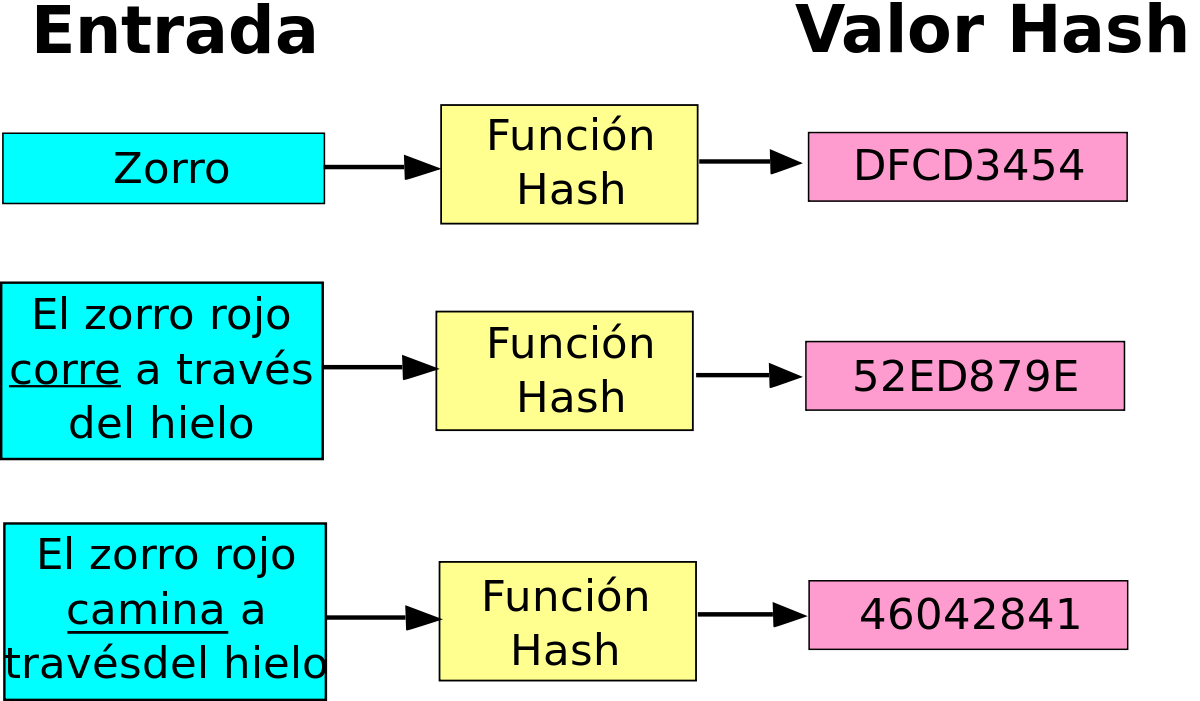 Entrada
Valor Hash
Zorro
Función
Hash
DFCD3454
El zorro rojo
corre a través
del hielo
Función
Hash
52ED879E
El zorro rojo
camina a
travésdel hielo
Función
Hash
46042841